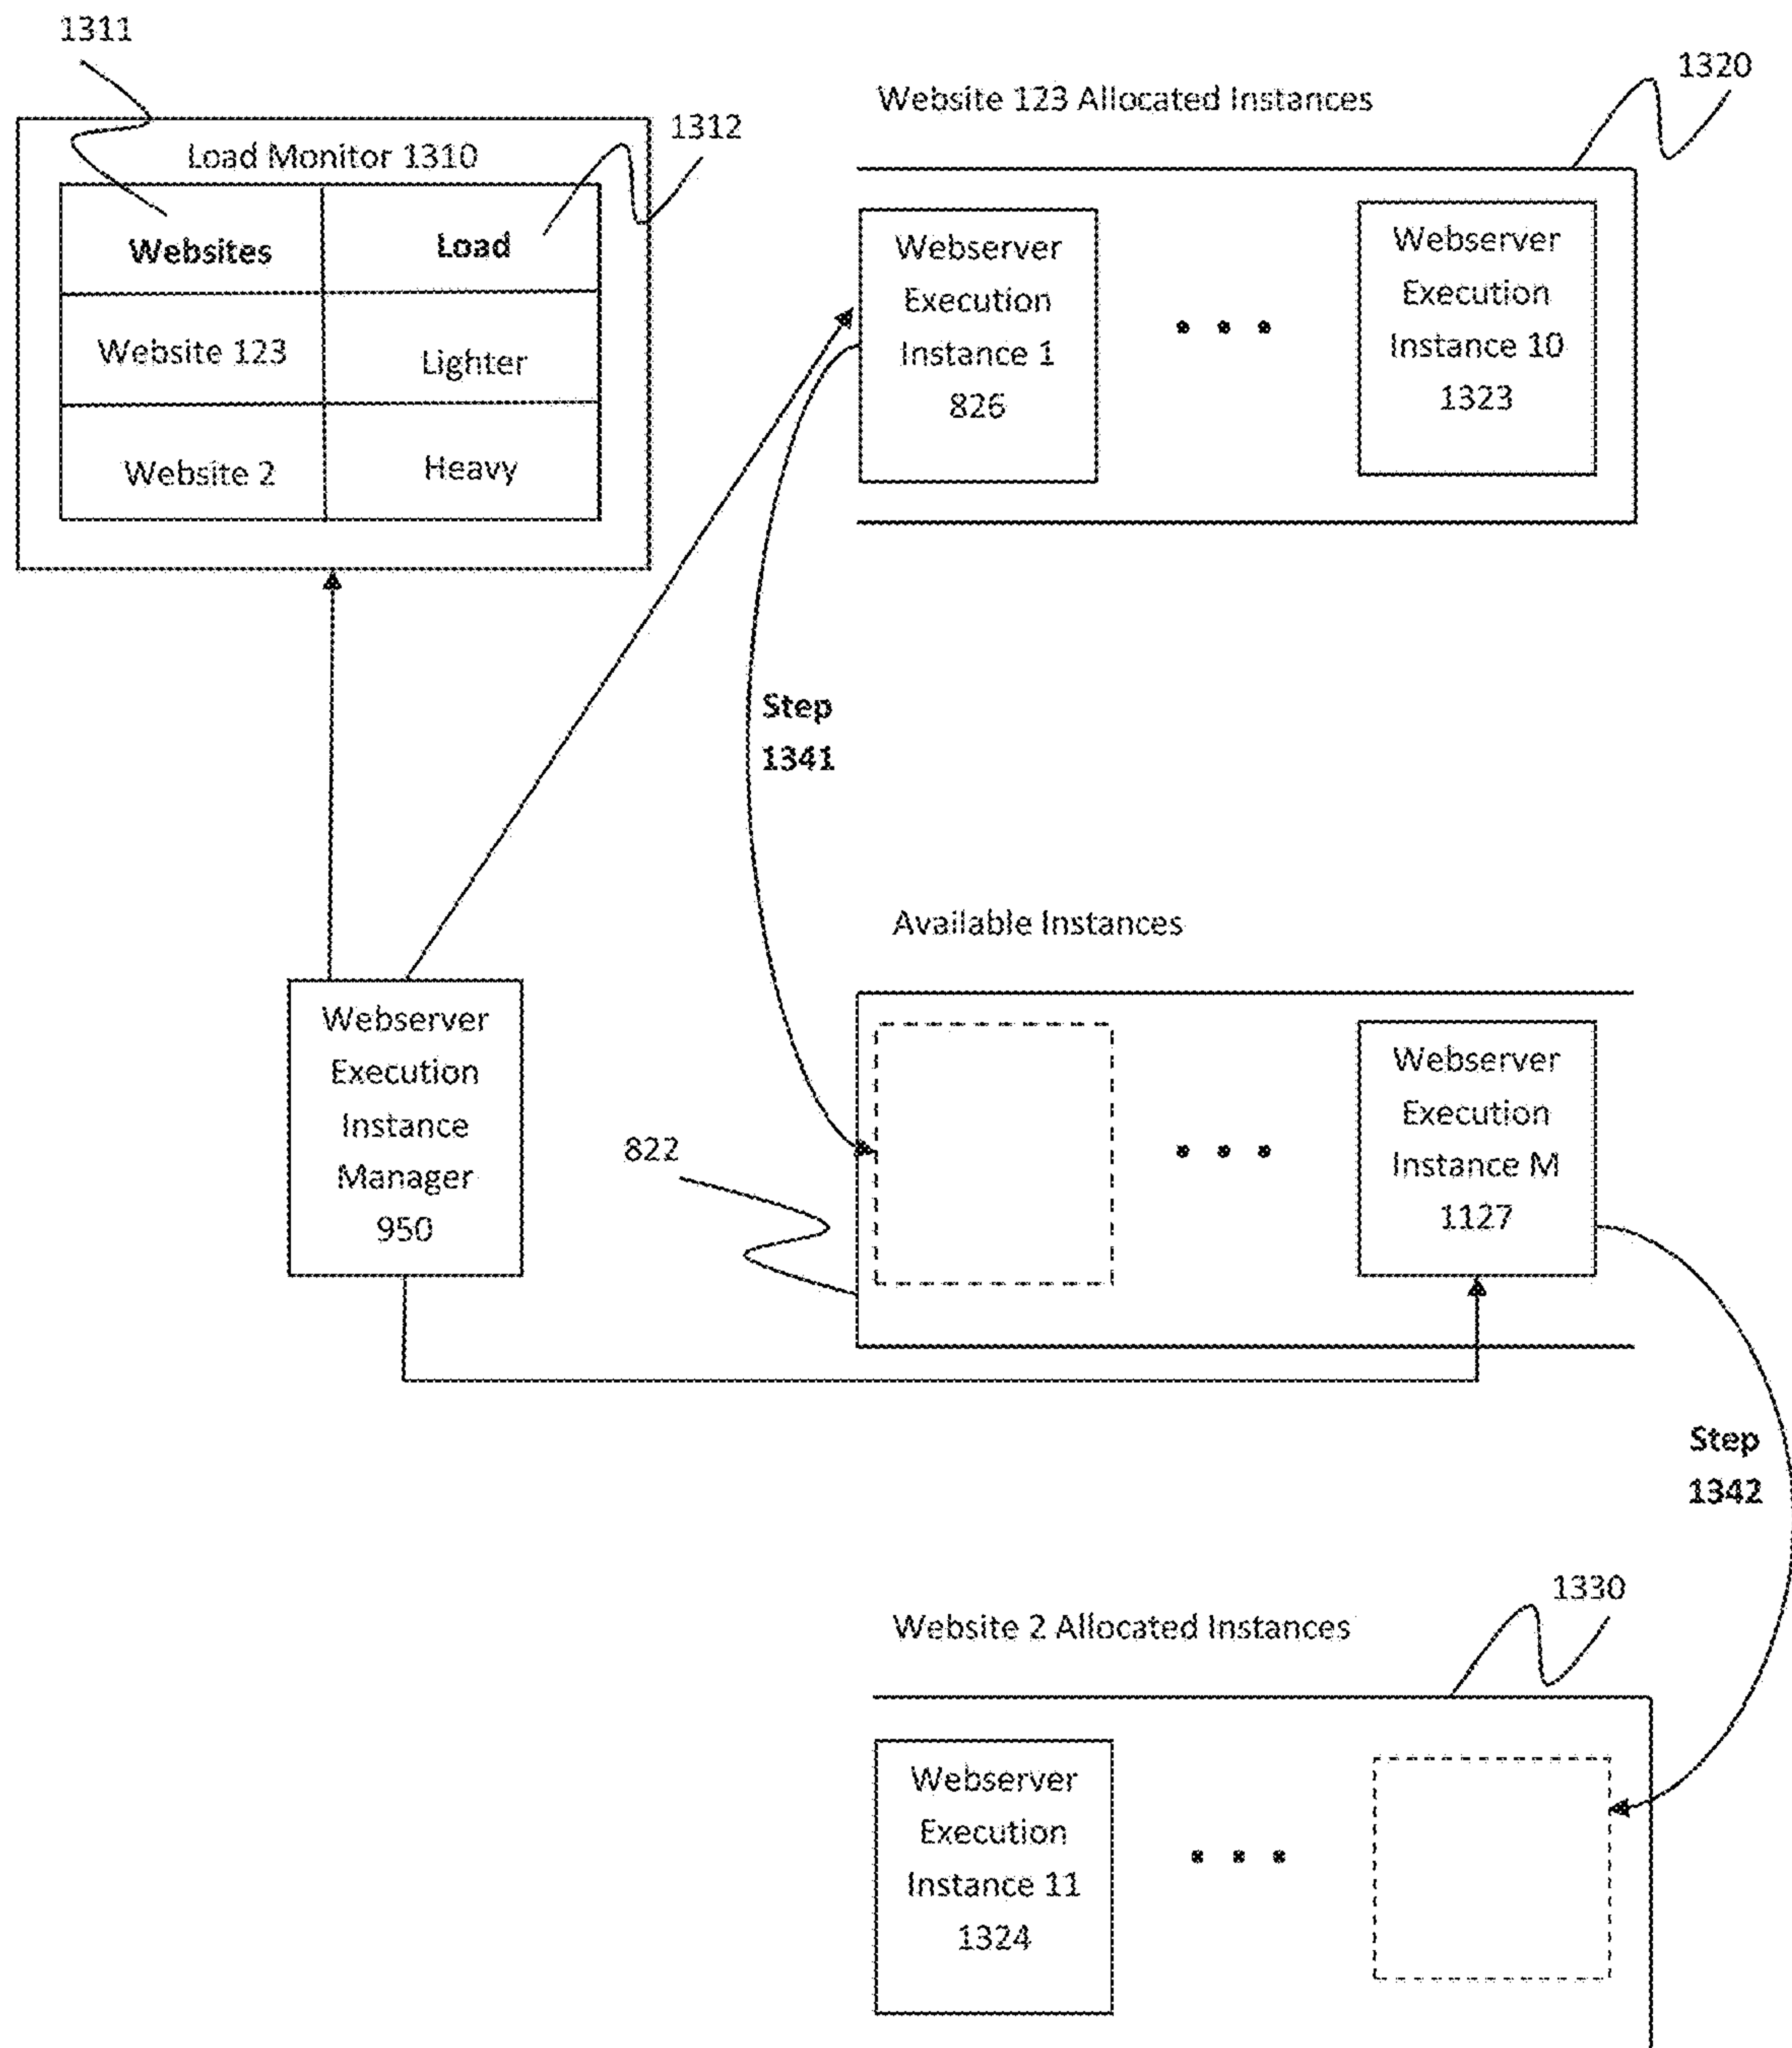 1311
1320
Website 123 Allocated Instances
1312
Load Monitor 1310
Websites
Load
Website 123
Lighter
Website 2
Heavy
Webserver
Execution
Instance 1
826
Webserver
Execution
Instance 10
1323
Step
1341
Available Instances
Webserver
Execution
Instance
Manager
950
822
Webserver
Execution
Instance M
1127
Step
1342
1330
Website 2 Allocated Instances
Webserver
Execution
Instance 11
1324